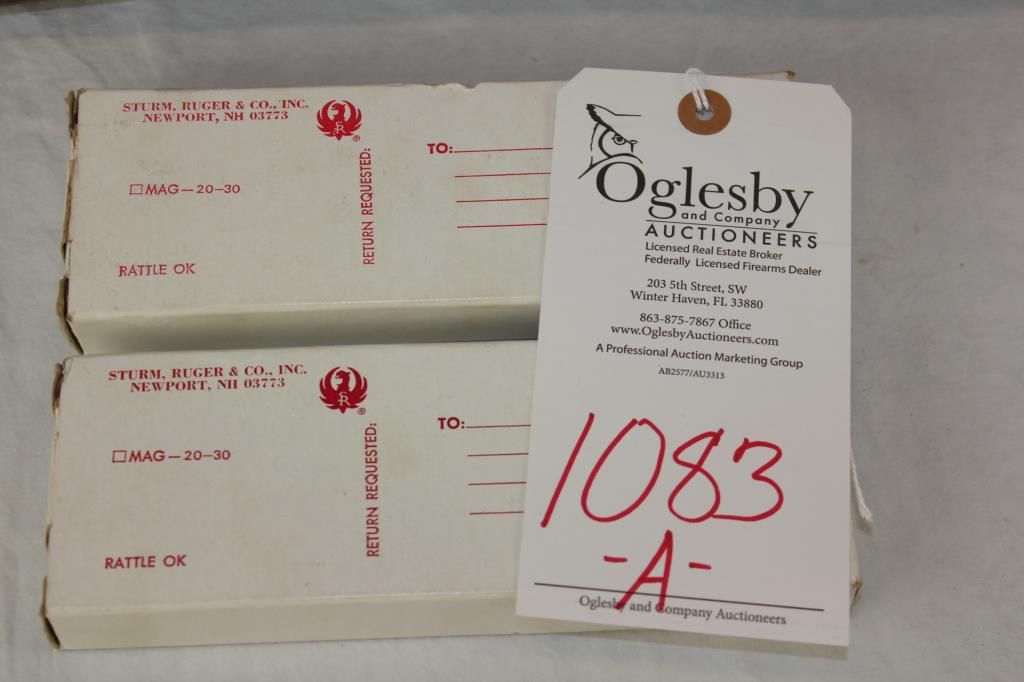 STURM, RUGER & CO., INC.
NEWPORT, NH 03773
SR
®
TO:
RETURN REQUESTED:
☐ MAG—20—30
RATTLE OK
STURM, RUGER & CO., INC.
NEWPORT, NH 03773
SR
®
TO:
RETURN REQUESTED:
☐ MAG—20—30
RATTLE OK
Oglesby
and Company
AUCTIONEERS
Licensed Real Estate Broker
Federally Licensed Firearms Dealer
203 5th Street, SW
Winter Haven, FL 33880
863-875-7867 Office
www.OglesbyAuctioneers.com
A Professional Auction Marketing Group
AB2577/AU3313
1083
-A-
Oglesby and Company Auctioneers